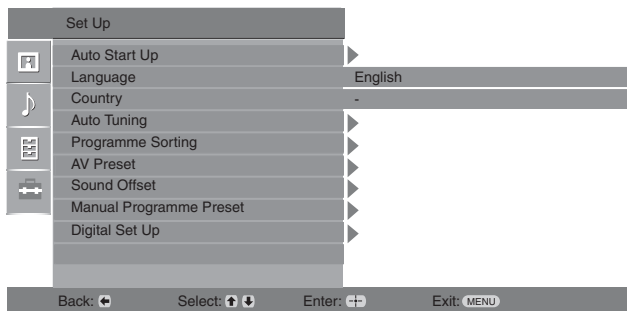 Set Up
Auto Start Up
Language English
Country -
Auto Tuning
Programme Sorting
AV Preset
Sound Offset
Manual Programme Preset
Digital Set Up
Back: Select: Enter: Exit: MENU